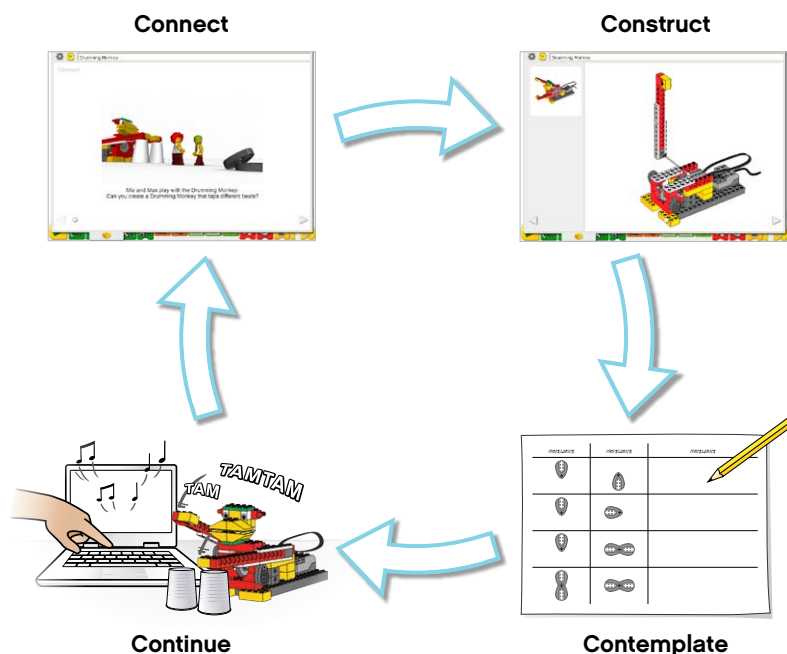 Connect
Construct
Drumming Monkey
Connect
Drumming Monkey
Mia and Max play with the Drumming Monkey.
Can you create a Drumming Monkey that taps different beats?
TAM
TAMTAM
Continue
Contemplate